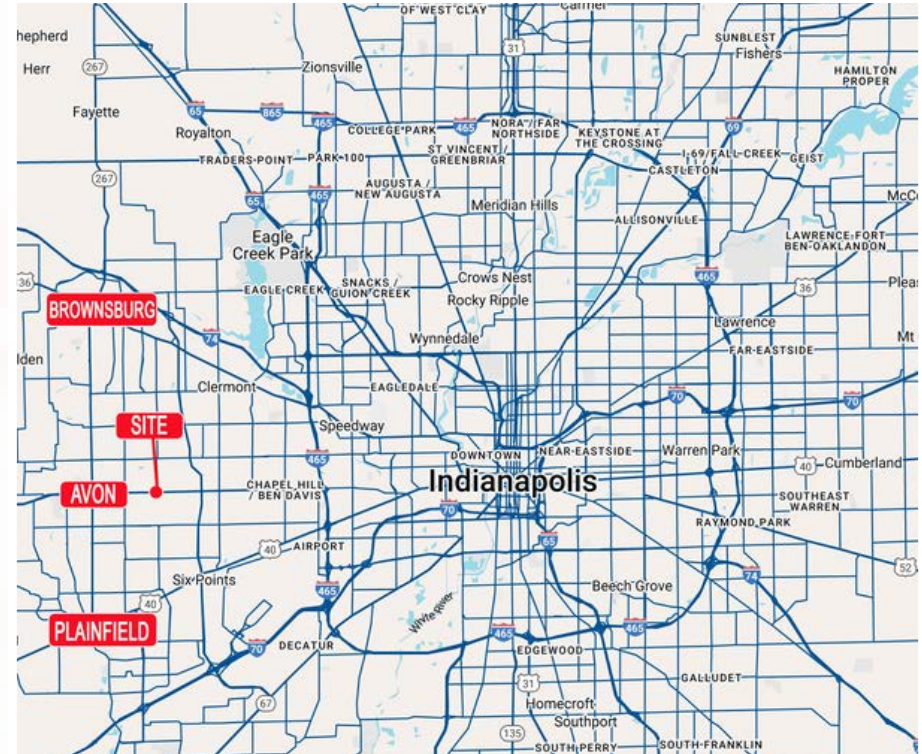 OF WEST CLAY
Carmel
hepherd
31
SUNBLEST
Fishers
Herr
267
Zionsville
HAMILTON
PROPER
Fayette
65
865
465
COLLEGE PARK
465
NORA / FAR
NORTHSIDE
KEYSTONE AT
THE CROSSING
69
Royalton
TRADERS POINT
PARK 100
ST VINCENT /
GREENBRIAR
I-69/FALL CREEK
GEIST
CASTLETON
267
65
465
AUGUSTA /
NEW AUGUSTA
Meridian Hills
McCo
ALLISONVILLE
Eagle
Creek Park
LAWRENCE-FORT
BEN-OAKLANDON
36
EAGLE CREEK
SNACKS /
GUION CREEK
Crows Nest
465
36
Pleas
BROWNSBURG
Rocky Ripple
74
Wynnedale
Lawrence
Mt
lden
FAR-EASTSIDE
Clermont
EAGLEDALE
70
70
SITE
Speedway
465
DOWNTOWN
NEAR-EASTSIDE
Warren Park
40
Cumberland
AVON
CHAPEL HILL
/ BEN DAVIS
Indianapolis
SOUTHEAST
WARREN
70
RAYMOND PARK
40
AIRPORT
65
52
Six Points
465
Beech Grove
74
40
White River
PLAINFIELD
70
DECATUR
465
465
EDGEWOOD
67
31
GALLUDET
Homecroft
Southport
135
SOUTH PERRY
SOUTH-FRANKLIN